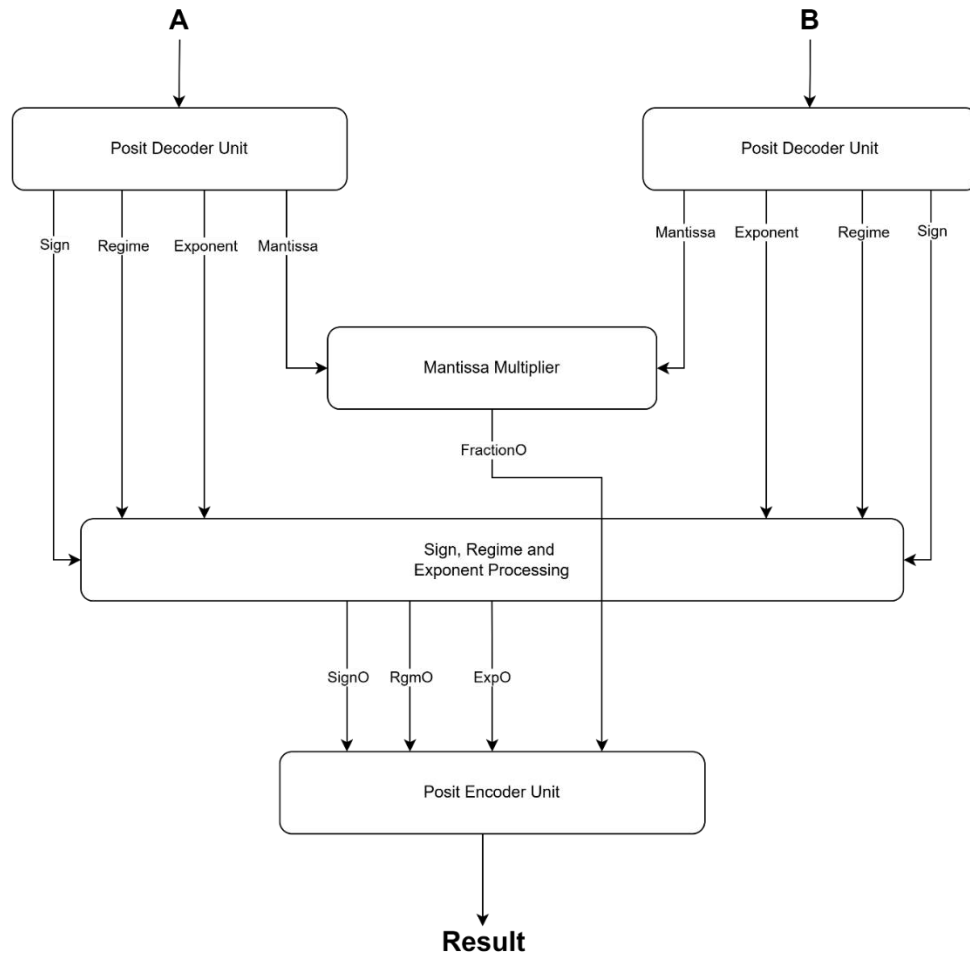 A
B
Posit Decoder Unit
Posit Decoder Unit
Sign
Regime
Exponent
Mantissa
Mantissa
Exponent
Regime
Sign
Mantissa Multiplier
FractionO
Sign, Regime and
Exponent Processing
SignO
RgmO
ExpO
Posit Encoder Unit
Result